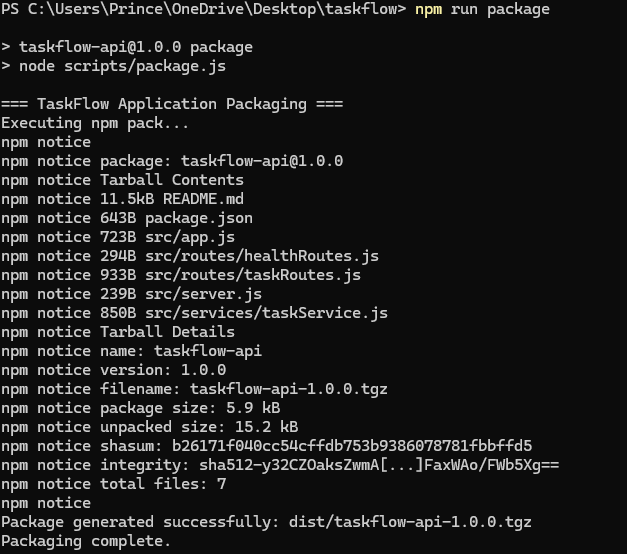 PS C:\Users\Prince\OneDrive\Desktop\taskflow> npm run package
> taskflow-api@1.0.0 package
> node scripts/package.js
=== TaskFlow Application Packaging ===
Executing npm pack...
npm notice
npm notice package: taskflow-api@1.0.0
npm notice Tarball Contents
npm notice 11.5kB README.md
npm notice 643B package.json
npm notice 723B src/app.js
npm notice 294B src/routes/healthRoutes.js
npm notice 933B src/routes/taskRoutes.js
npm notice 239B src/server.js
npm notice 850B src/services/taskService.js
npm notice Tarball Details
npm notice name: taskflow-api
npm notice version: 1.0.0
npm notice filename: taskflow-api-1.0.0.tgz
npm notice package size: 5.9 kB
npm notice unpacked size: 15.2 kB
npm notice shasum: b26171f040cc54cffdb753b9386078781fbbffd5
npm notice integrity: sha512-y32CZOaksZwmA[...]FaxWAo/FWb5Xg==
npm notice total files: 7
npm notice
Package generated successfully: dist/taskflow-api-1.0.0.tgz
Packaging complete.